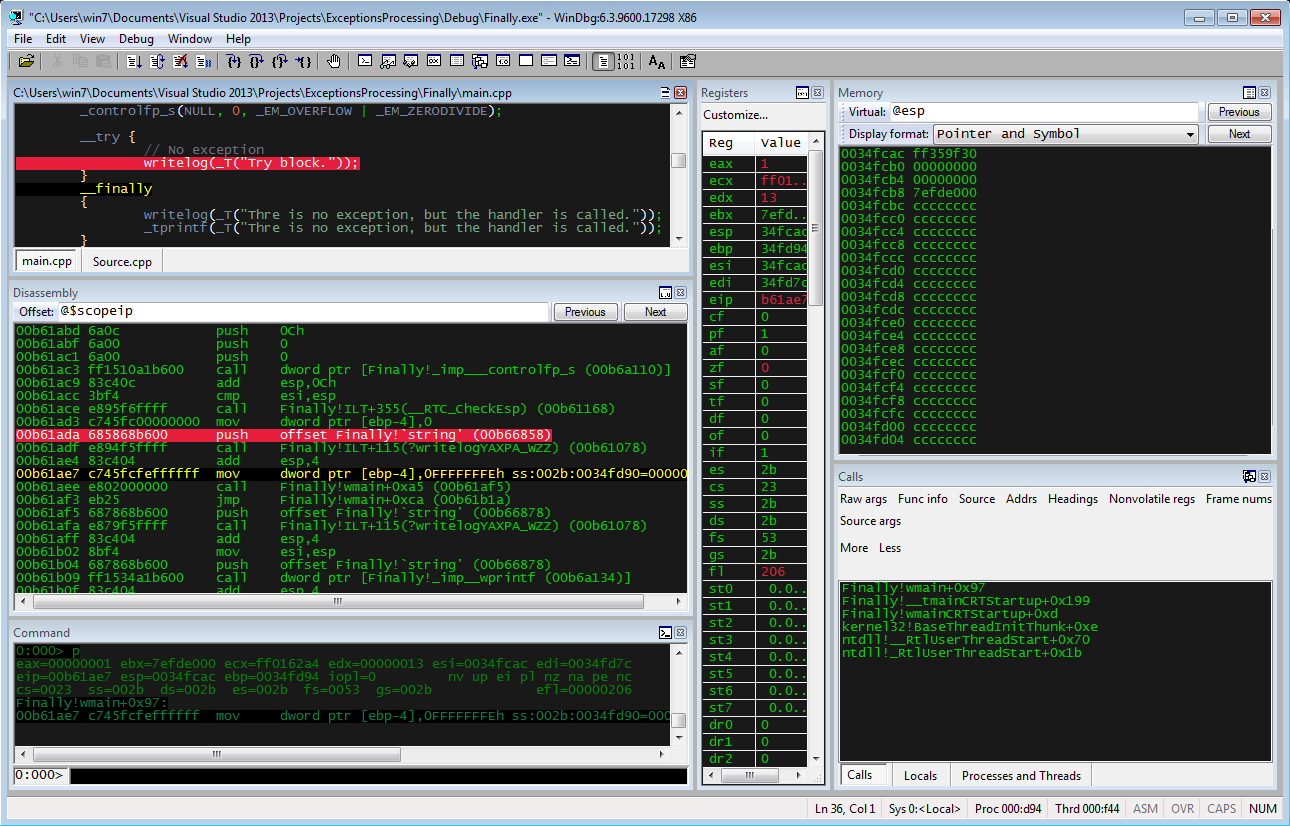 "C:\Users\win7\Documents\Visual Studio 2013\Projects\ExceptionsProcessing\Debug\Finally.exe" - WinDbg:6.3.9600.17298 X86
File Edit View Debug Window Help
C:\Users\win7\Documents\Visual Studio 2013\Projects\ExceptionsProcessing\Finally\main.cpp
_controlfp_s(NULL, 0, _EM_OVERFLOW | _EM_ZERODIVIDE);
__try {
// No exception
writelog(_T("Try block."));
}
__finally
{
writelog(_T("Thre is no exception, but the handler is called."));
_tprintf(_T("Thre is no exception, but the handler is called."));
}
main.cpp Source.cpp
Disassembly
Offset: @$scopeip Previous Next
00b61abd 6a0c push 0Ch
00b61abf 6a00 push 0
00b61ac1 6a00 push 0
00b61ac3 ff1510a1b600 call dword ptr [Finally!_imp___controlfp_s (00b6a110)]
00b61ac9 83c40c add esp,0Ch
00b61acc 3bf4 cmp esi,esp
00b61ace e895f6ffff call Finally!ILT+355(__RTC_CheckEsp) (00b61168)
00b61ad3 c745fc00000000 mov dword ptr [ebp-4],0
00b61ada 685868b600 push offset Finally!`string' (00b66858)
00b61adf e894f5ffff call Finally!ILT+115(?writelogYAXPA_WZZ) (00b61078)
00b61ae4 83c404 add esp,4
00b61ae7 c745fcfeffffff mov dword ptr [ebp-4],0FFFFFFFEh ss:002b:0034fd90=00000
00b61aee e802000000 call Finally!wmain+0xa5 (00b61af5)
00b61af3 eb25 jmp Finally!wmain+0xca (00b61b1a)
00b61af5 687868b600 push offset Finally!`string' (00b66878)
00b61afa e879f5ffff call Finally!ILT+115(?writelogYAXPA_WZZ) (00b61078)
00b61aff 83c404 add esp,4
00b61b02 8bf4 mov esi,esp
00b61b04 687868b600 push offset Finally!`string' (00b66878)
00b61b09 ff1534a1b600 call dword ptr [Finally!_imp__wprintf (00b6a134)]
00b61b0f 83c404 add esp,4
Command
0:000> p
eax=00000001 ebx=7efde000 ecx=ff0162a4 edx=00000013 esi=0034fcac edi=0034fd7c
eip=00b61ae7 esp=0034fcac ebp=0034fd94 iopl=0 nv up ei pl nz na pe nc
cs=0023 ss=002b ds=002b es=002b fs=0053 gs=002b efl=00000206
Finally!wmain+0x97:
00b61ae7 c745fcfeffffff mov dword ptr [ebp-4],0FFFFFFFEh ss:002b:0034fd90=000
0:000>
Registers
Customize...
Reg Value
eax 1
ecx ff01..
edx 13
ebx 7efd..
esp 34fcac
ebp 34fd94
esi 34fcac
edi 34fd7c
eip b61ae7
cf 0
pf 1
af 0
zf 0
sf 0
tf 0
df 0
of 0
if 1
es 2b
cs 23
ss 2b
ds 2b
fs 53
gs 2b
fl 206
st0 0.0..
st1 0.0..
st2 0.0..
st3 0.0..
st4 0.0..
st5 0.0..
st6 0.0..
st7 0.0..
dr0 0
dr1 0
dr2 0
Memory
Virtual: @esp Previous
Display format: Pointer and Symbol Next
0034fcac ff359f30
0034fcb0 00000000
0034fcb4 00000000
0034fcb8 7efde000
0034fcbc cccccccc
0034fcc0 cccccccc
0034fcc4 cccccccc
0034fcc8 cccccccc
0034fccc cccccccc
0034fcd0 cccccccc
0034fcd4 cccccccc
0034fcd8 cccccccc
0034fcdc cccccccc
0034fce0 cccccccc
0034fce4 cccccccc
0034fce8 cccccccc
0034fcec cccccccc
0034fcf0 cccccccc
0034fcf4 cccccccc
0034fcf8 cccccccc
0034fcfc cccccccc
0034fd00 cccccccc
0034fd04 cccccccc
Calls
Raw args Func info Source Addrs Headings Nonvolatile regs Frame nums
Source args
More Less
Finally!wmain+0x97
Finally!__tmainCRTStartup+0x199
Finally!wmainCRTStartup+0xd
kernel32!BaseThreadInitThunk+0xe
ntdll!__RtlUserThreadStart+0x70
ntdll!_RtlUserThreadStart+0x1b
Calls Locals Processes and Threads
Ln 36, Col 1 Sys 0:<Local> Proc 000:d94 Thrd 000:f44 ASM OVR CAPS NUM